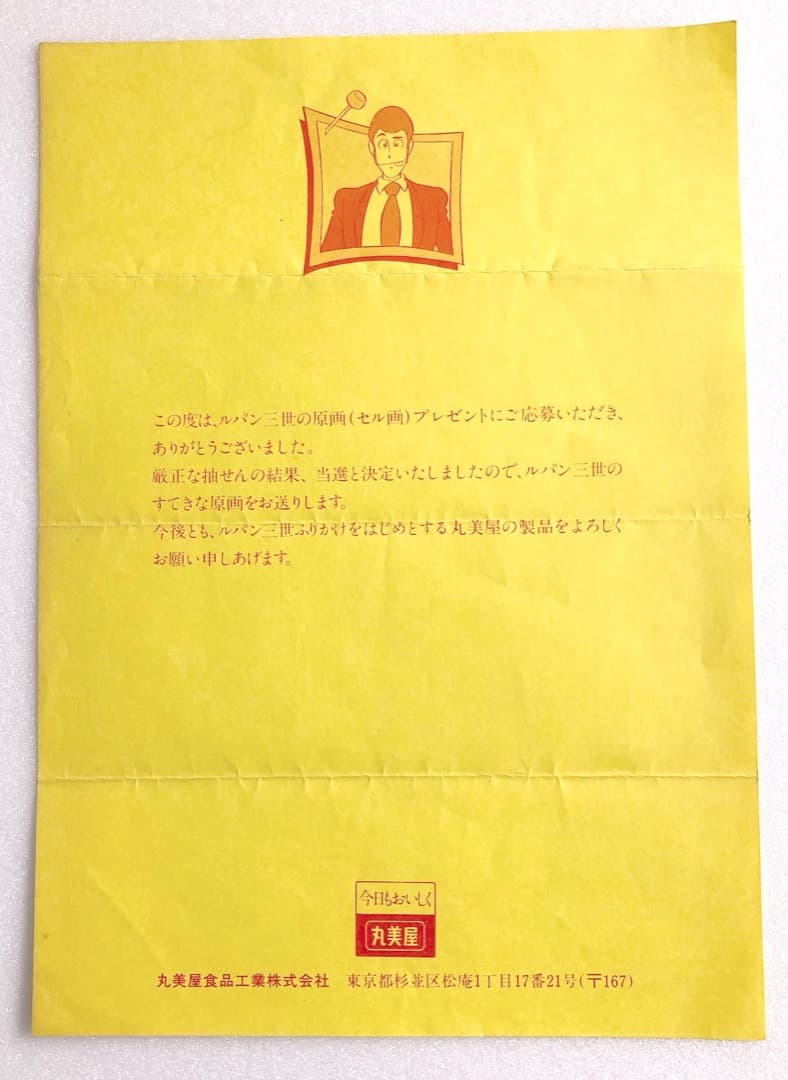 この度は、ルパン三世の原画(セル画)プレゼントにご応募いただき、
ありがとうございました。
厳正な抽せんの結果、当選と決定いたしましたので、ルパン三世の
すてきな原画をお送りします。
今後とも、ルパン三世ふりかけをはじめとする丸美屋の製品をよろしく
お願い申しあげます。
今日もおいしく
丸美屋
丸美屋食品工業株式会社 東京都杉並区松庵1丁目17番21号(〒167)